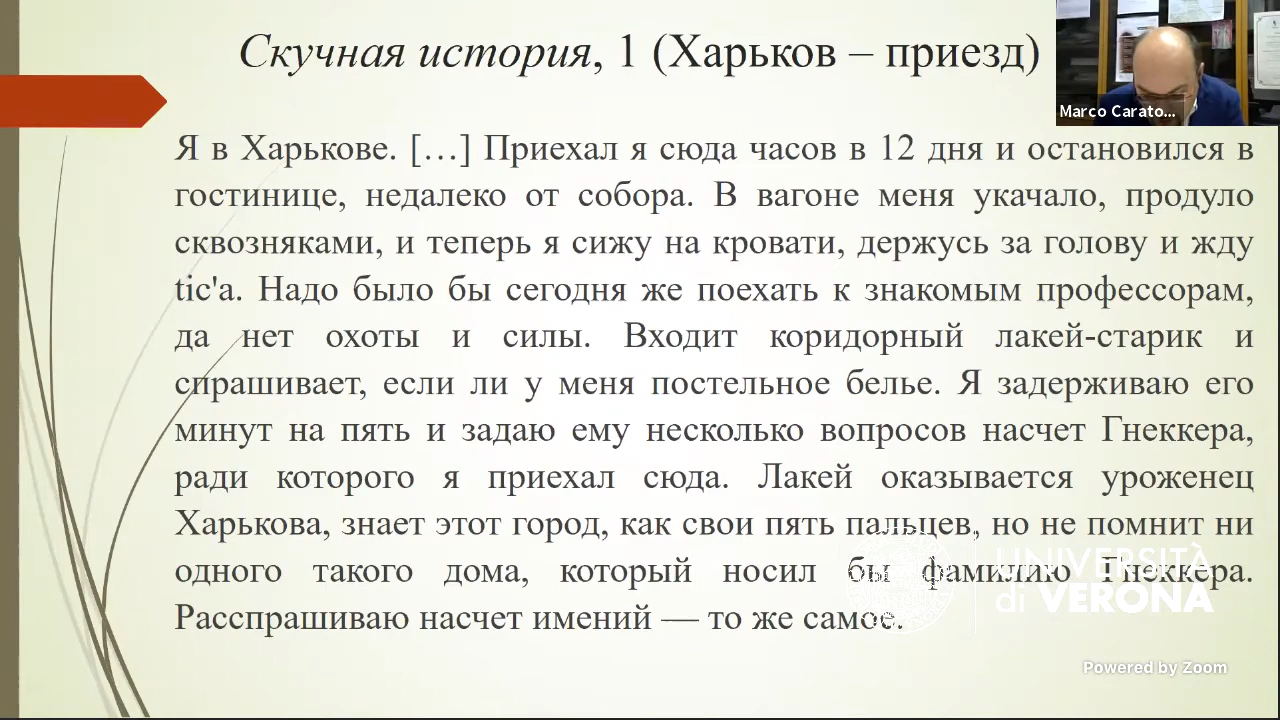 Скучная история, 1 (Харьков – приезд)
Marco Carato...
Я в Харькове. […] Приехал я сюда часов в 12 дня и остановился в
гостинице, недалеко от собора. В вагоне меня укачало, продуло
сквозняками, и теперь я сижу на кровати, держусь за голову и жду
tic'a. Надо было бы сегодня же поехать к знакомым профессорам,
да нет охоты и силы. Входит коридорный лакей-старик и
спрашивает, если ли у меня постельное белье. Я задерживаю его
минут на пять и задаю ему несколько вопросов насчет Гнеккера,
ради которого я приехал сюда. Лакей оказывается уроженец
Харькова, знает этот город, как свои пять пальцев, но не помнит ни
одного такого дома, который носил бы фамилию Гнеккера.
Расспрашиваю насчет имений — то же самое.
UNIVERSITÀ
di VERONA
Powered by Zoom